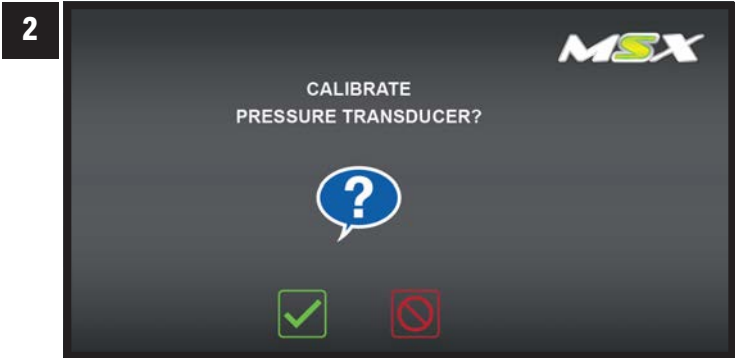 2
MSX
CALIBRATE
PRESSURE TRANSDUCER?
?